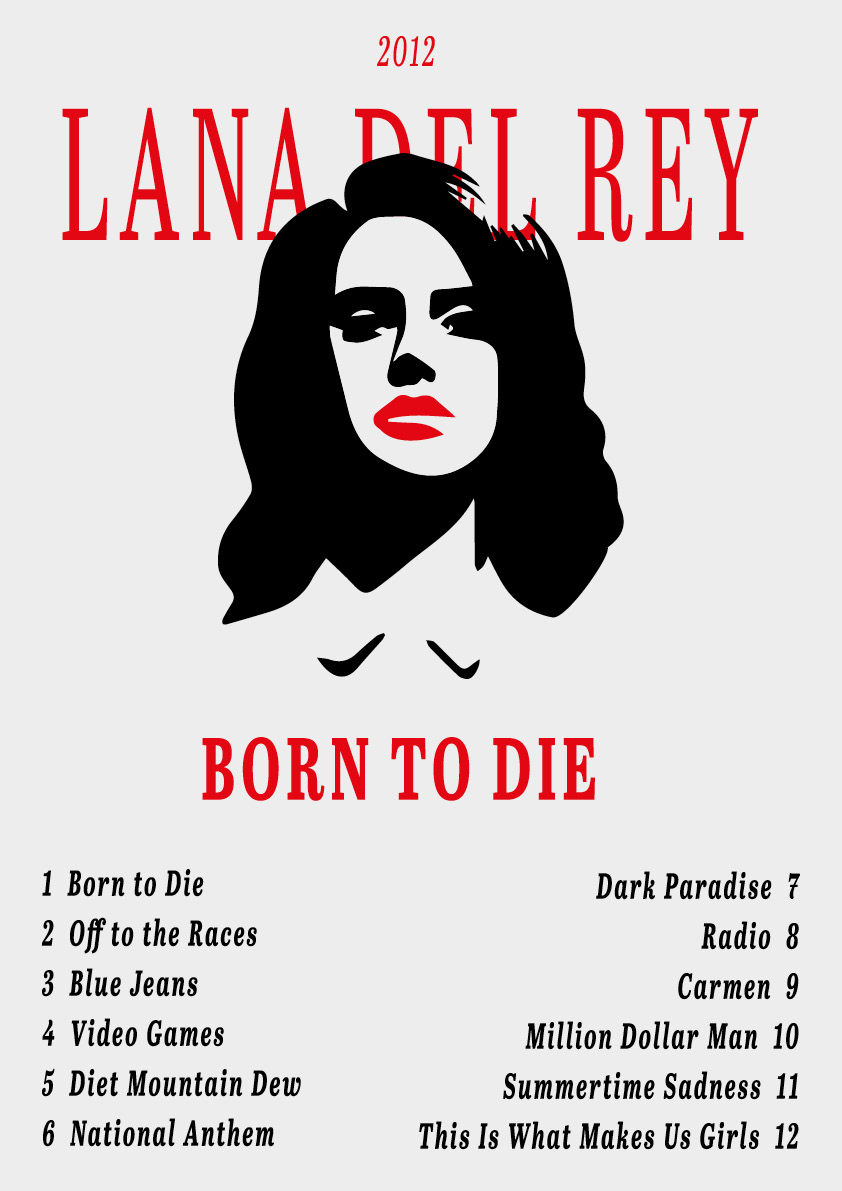 2012
LANA DEL REY
BORN TO DIE
1 Born to Die
2 Off to the Races
3 Blue Jeans
4 Video Games
5 Diet Mountain Dew
6 National Anthem
Dark Paradise 7
Radio 8
Carmen 9
Million Dollar Man 10
Summertime Sadness 11
This Is What Makes Us Girls 12